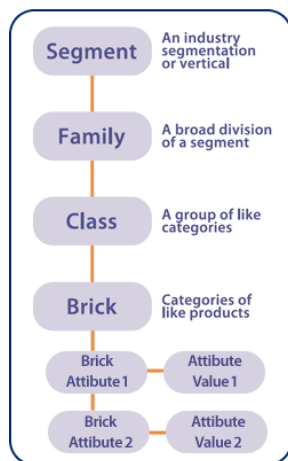 Segment
An industry
segmentation
or vertical
Family
A broad division
of a segment
Class
A group of like
categories
Brick
Categories of
like products
Brick
Attibute 1
Attibute
Value 1
Brick
Attibute 2
Attibute
Value 2